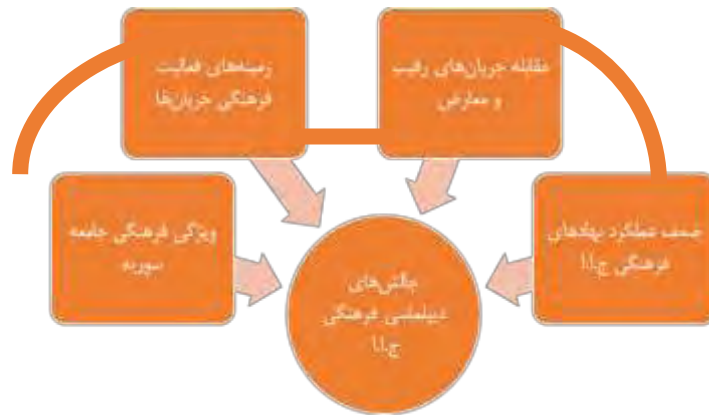 مقابله جریان‌های رقیب
و معارض
زمینه‌های فعالیت
فرهنگی جریان‌ها
ضعف عملکرد نهادهای
فرهنگی ج.ا.ا
ویژگی فرهنگی جامعه
سوریه
چالش‌های
دیپلماسی فرهنگی
ج.ا.ا